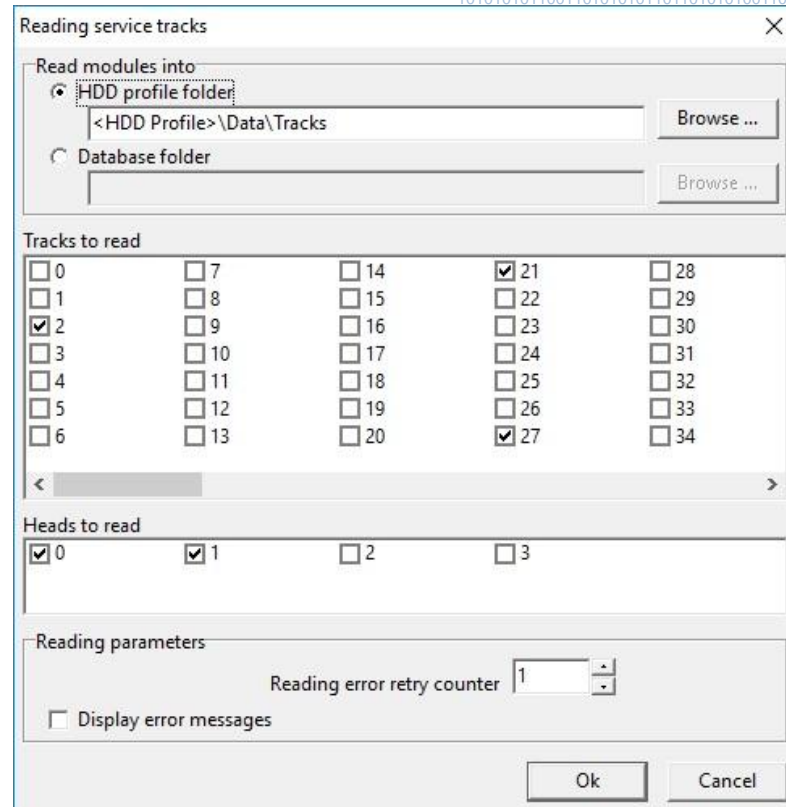 Reading service tracks
Read modules into
HDD profile folder
<HDD Profile>\Data\Tracks
Browse ...
Database folder
Browse ...
Tracks to read
0 7 14 21 28
1 8 15 22 29
2 9 16 23 30
3 10 17 24 31
4 11 18 25 32
5 12 19 26 33
6 13 20 27 34
Heads to read
0 1 2 3
Reading parameters
Reading error retry counter 1
Display error messages
Ok Cancel